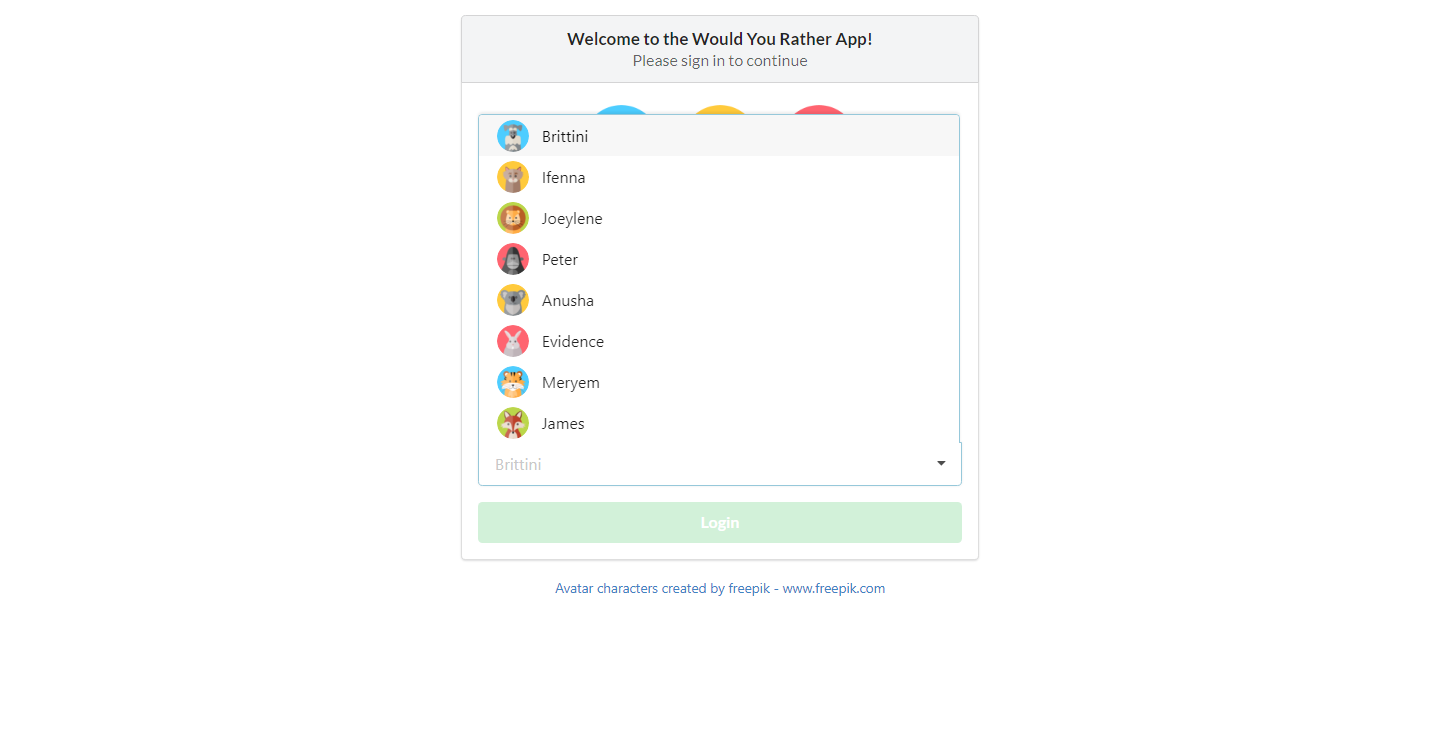 Welcome to the Would You Rather App!
Please sign in to continue
Brittini
Ifenna
Joeylene
Peter
Anusha
Evidence
Meryem
James
Brittini
Login
Avatar characters created by freepik - www.freepik.com